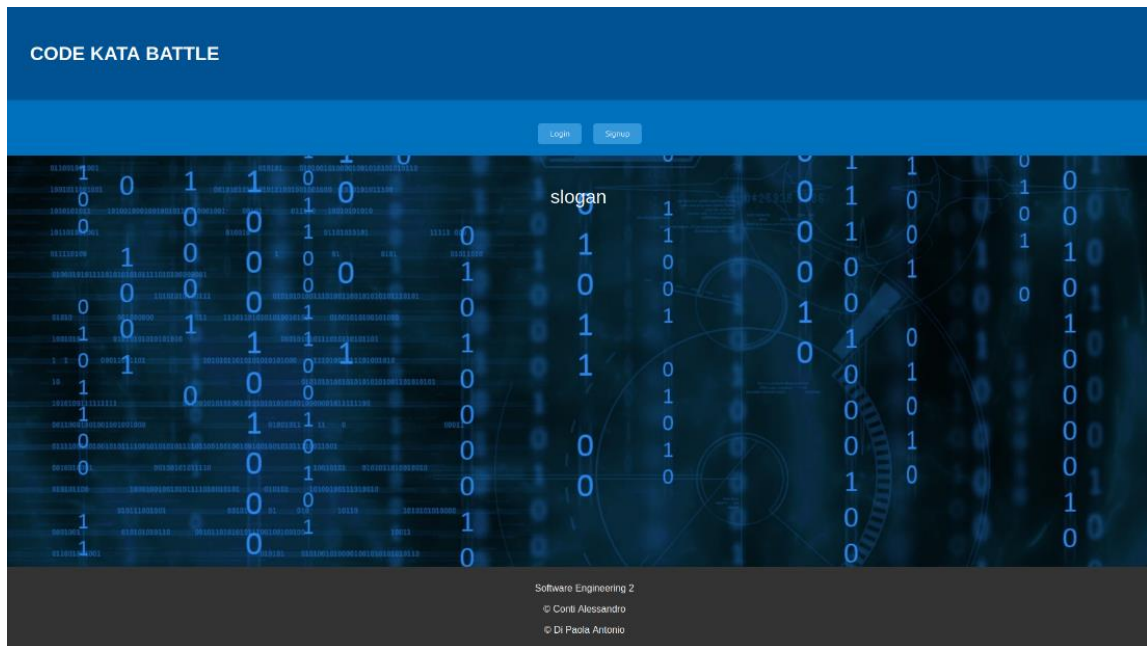 CODE KATA BATTLE
Login Signup
slogan
Software Engineering 2
© Conti Alessandro
© Di Paola Antonio